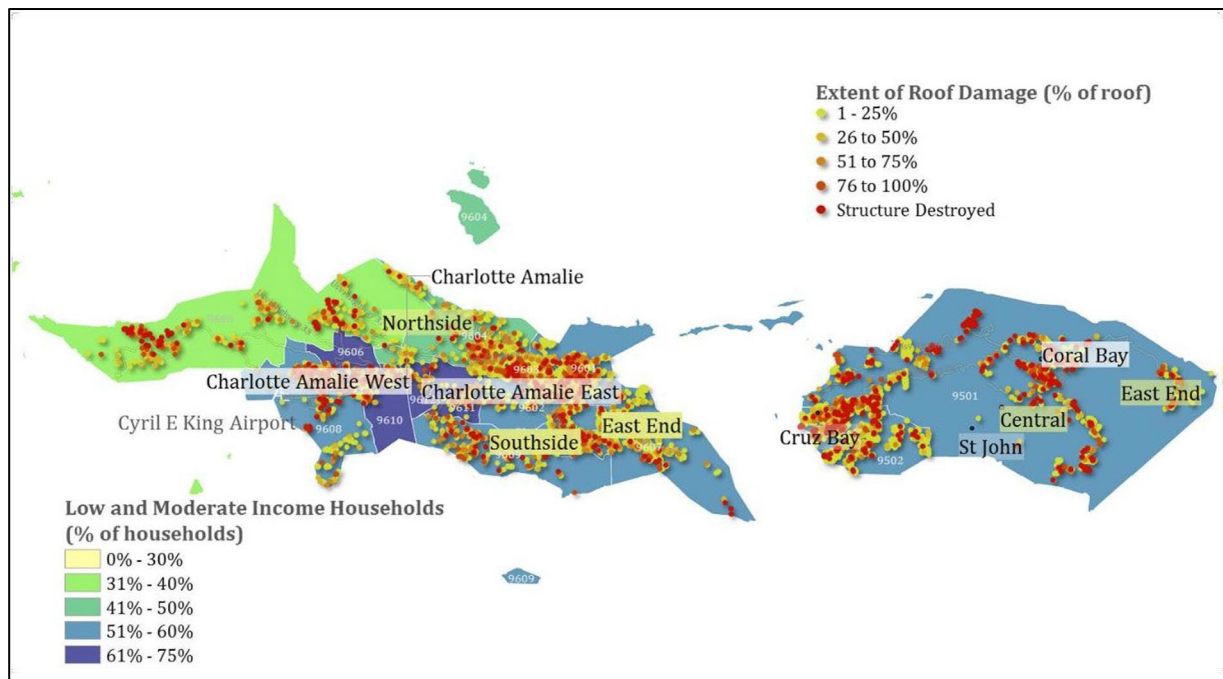 Extent of Roof Damage (% of roof)
1 - 25%
26 to 50%
51 to 75%
76 to 100%
Structure Destroyed
9604
Charlotte Amalie
Northside
9604
9606
Coral Bay
Charlotte Amalie West
Charlotte Amalie East
9501
East End
9610
9611
9602
Cyril E King Airport
9608
Southside
East End
Central
Cruz Bay
St John
9502
Low and Moderate Income Households
(% of households)
0% - 30%
31% - 40%
41% - 50%
51% - 60%
61% - 75%
9609